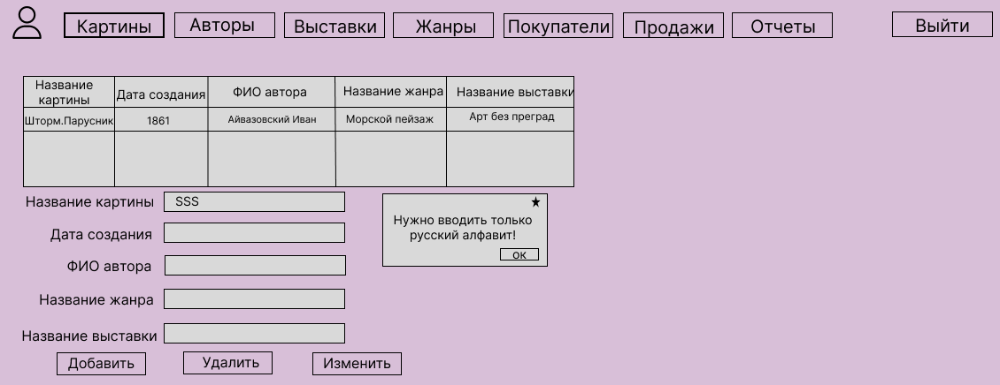 Картины Авторы Выставки Жанры Покупатели Продажи Отчеты Выйти
Название картины Дата создания ФИО автора Название жанра Название выставки
Шторм.Парусник 1861 Айвазовский Иван Морской пейзаж Арт без преград
Название картины SSS
Дата создания
ФИО автора
Название жанра
Название выставки
Нужно вводить только
русский алфавит!
ок
Добавить Удалить Изменить